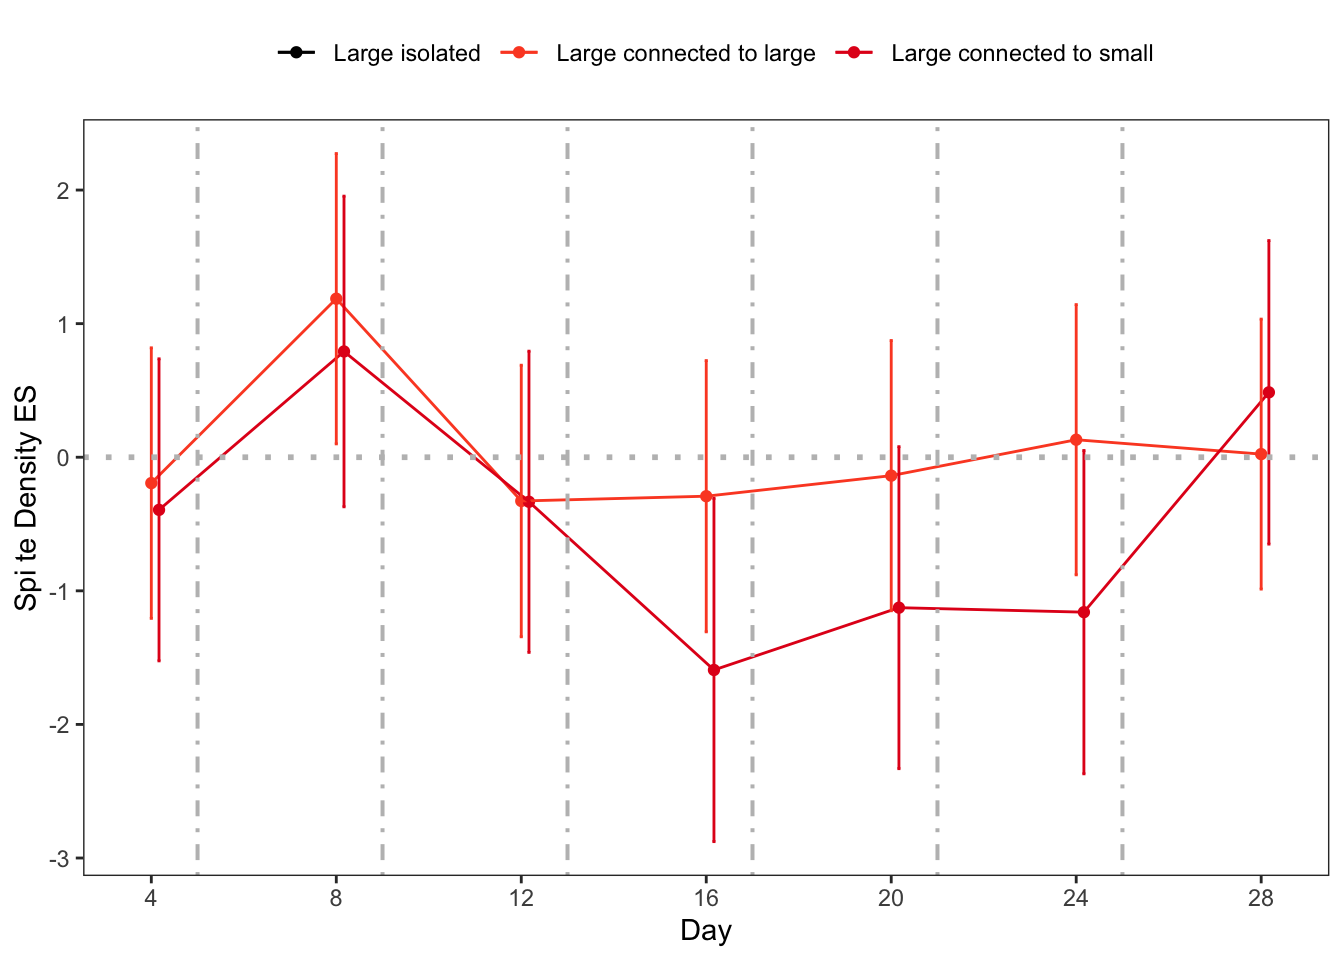 Large isolated Large connected to large Large connected to small
Spi te Density ES
2
1
0
-1
-2
-3
4 8 12 16 20 24 28
Day